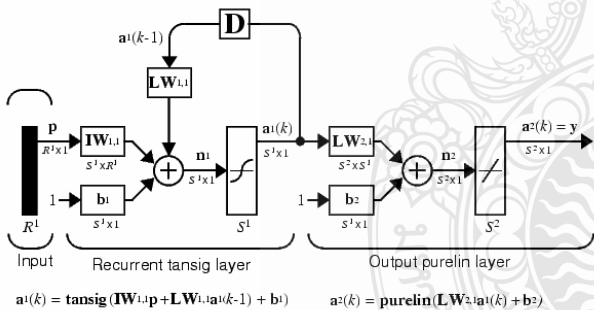 D
a1(k-1)
LW1,1
p
R1x1
IW1,1
S1xR1
n1
S1x1
a1(k)
S1x1
LW2,1
S2xS1
n2
S2x1
a2(k) = y
S2x1
1
b1
S1x1
1
b2
S2x1
R1
S1
S2
Input
Recurrent tansig layer
Output purelin layer
a1(k) = tansig (IW1,1p+LW1,1a1(k-1) + b1)
a2(k) = purelin (LW2,1a1(k) + b2)